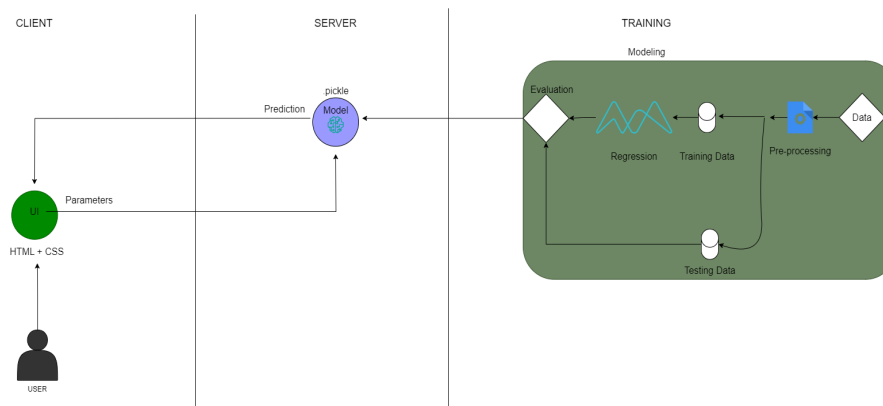 CLIENT
SERVER
TRAINING
Modeling
.pickle
Evaluation
Prediction
Model
Data
Regression
Training Data
Pre-processing
Parameters
UI
HTML + CSS
Testing Data
USER